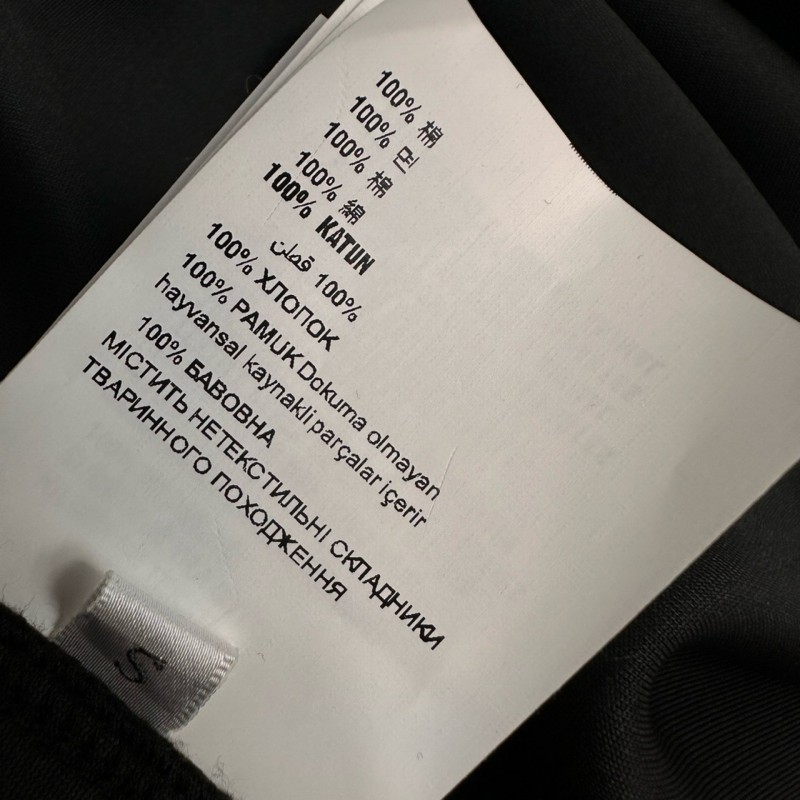 100% 棉
100% 면
100% 棉
100% 綿
100% KATUN
100% قطن
100% ХЛОПОК
100% PAMUK Dokuma olmayan
hayvansal kaynakli parçalar içerir
100% БАВОВНА
МІСТИТЬ НЕТЕКСТИЛЬНІ СКЛАДНИКИ
ТВАРИННОГО ПОХОДЖЕННЯ
S